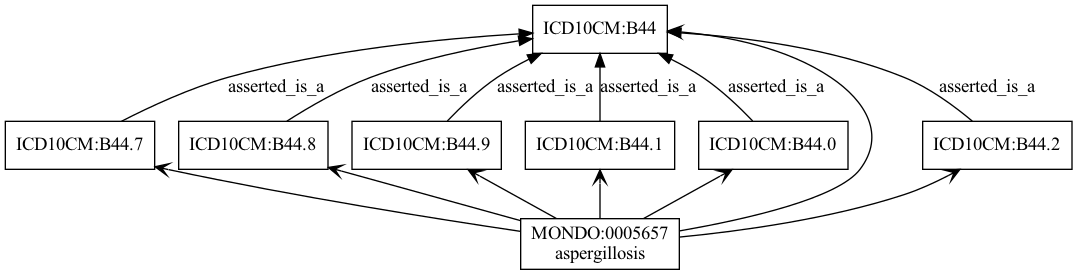 ICD10CM:B44
asserted_is_a asserted_is_a asserted_is_a asserted_is_a asserted_is_a asserted_is_a
ICD10CM:B44.7 ICD10CM:B44.8 ICD10CM:B44.9 ICD10CM:B44.1 ICD10CM:B44.0 ICD10CM:B44.2
MONDO:0005657
aspergillosis